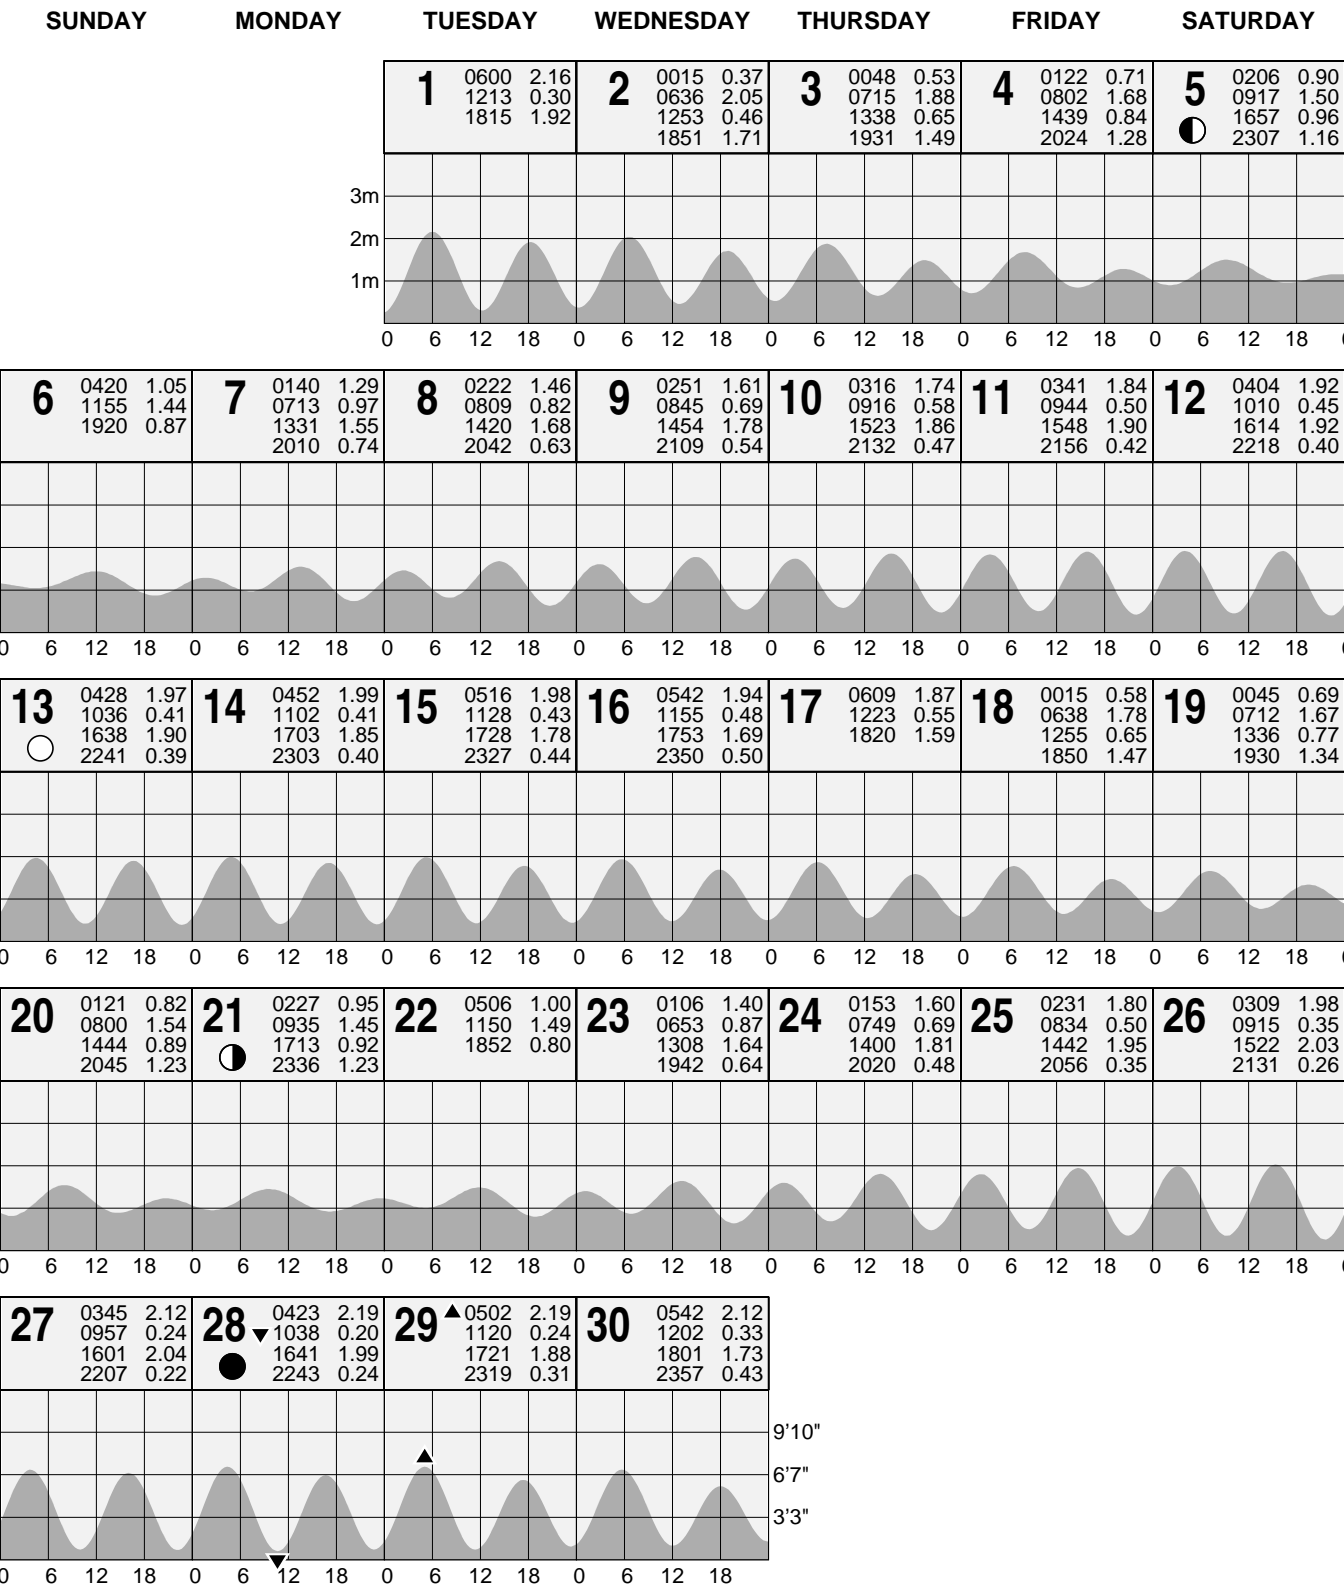 SUNDAY MONDAY TUESDAY WEDNESDAY THURSDAY FRIDAY SATURDAY
1 0600 2.16
1213 0.30
1815 1.92
2 0015 0.37
0636 2.05
1253 0.46
1851 1.71
3 0048 0.53
0715 1.88
1338 0.65
1931 1.49
4 0122 0.71
0802 1.68
1439 0.84
2024 1.28
5 0206 0.90
0917 1.50
1657 0.96
2307 1.16
3m
2m
1m
0 6 12 18 0 6 12 18 0 6 12 18 0 6 12 18 0 6 12 18
6 0420 1.05
1155 1.44
1920 0.87
7 0140 1.29
0713 0.97
1331 1.55
2010 0.74
8 0222 1.46
0809 0.82
1420 1.68
2042 0.63
9 0251 1.61
0845 0.69
1454 1.78
2109 0.54
10 0316 1.74
0916 0.58
1523 1.86
2132 0.47
11 0341 1.84
0944 0.50
1548 1.90
2156 0.42
12 0404 1.92
1010 0.45
1614 1.92
2218 0.40
0 6 12 18 0 6 12 18 0 6 12 18 0 6 12 18 0 6 12 18 0 6 12 18 0 6 12 18
13 0428 1.97
1036 0.41
1638 1.90
2241 0.39
14 0452 1.99
1102 0.41
1703 1.85
2303 0.40
15 0516 1.98
1128 0.43
1728 1.78
2327 0.44
16 0542 1.94
1155 0.48
1753 1.69
2350 0.50
17 0609 1.87
1223 0.55
1820 1.59
18 0015 0.58
0638 1.78
1255 0.65
1850 1.47
19 0045 0.69
0712 1.67
1336 0.77
1930 1.34
0 6 12 18 0 6 12 18 0 6 12 18 0 6 12 18 0 6 12 18 0 6 12 18 0 6 12 18
20 0121 0.82
0800 1.54
1444 0.89
2045 1.23
21 0227 0.95
0935 1.45
1713 0.92
2336 1.23
22 0506 1.00
1150 1.49
1852 0.80
23 0106 1.40
0653 0.87
1308 1.64
1942 0.64
24 0153 1.60
0749 0.69
1400 1.81
2020 0.48
25 0231 1.80
0834 0.50
1442 1.95
2056 0.35
26 0309 1.98
0915 0.35
1522 2.03
2131 0.26
0 6 12 18 0 6 12 18 0 6 12 18 0 6 12 18 0 6 12 18 0 6 12 18 0 6 12 18
27 0345 2.12
0957 0.24
1601 2.04
2207 0.22
28 0423 2.19
1038 0.20
1641 1.99
2243 0.24
29 0502 2.19
1120 0.24
1721 1.88
2319 0.31
30 0542 2.12
1202 0.33
1801 1.73
2357 0.43
9'10"
6'7"
3'3"
0 6 12 18 0 6 12 18 0 6 12 18 0 6 12 18